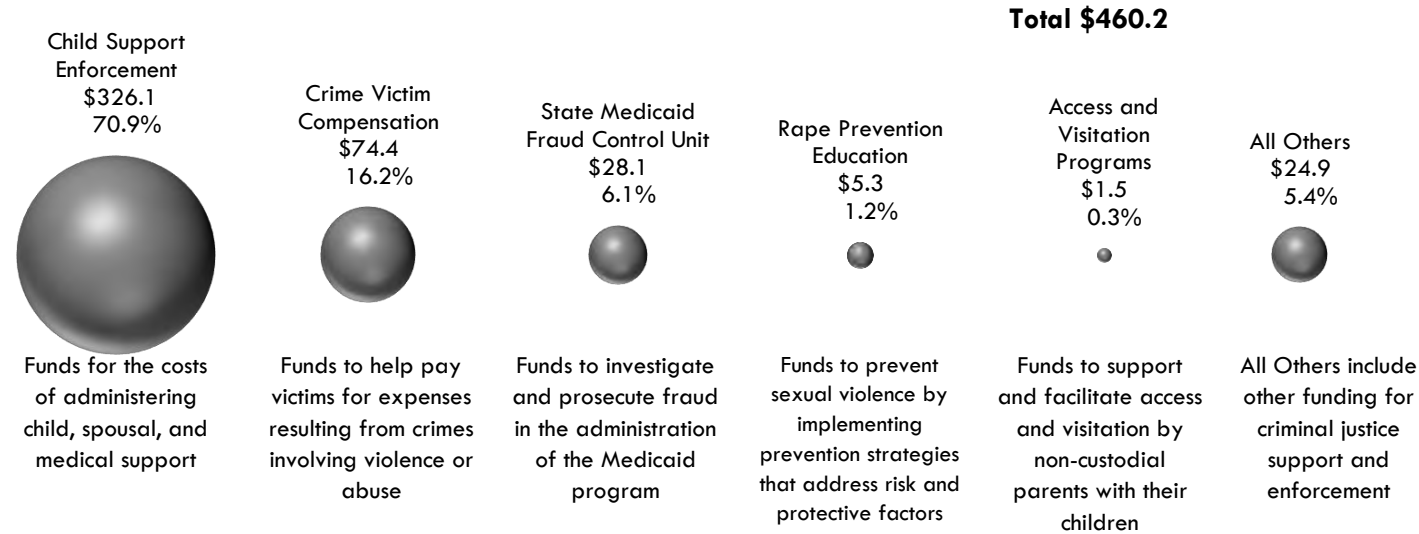 Total $460.2
Child Support
Enforcement
$326.1
70.9%
Crime Victim
Compensation
$74.4
16.2%
State Medicaid
Fraud Control Unit
$28.1
6.1%
Rape Prevention
Education
$5.3
1.2%
Access and
Visitation
Programs
$1.5
0.3%
All Others
$24.9
5.4%
Funds for the costs
of administering
child, spousal, and
medical support
Funds to help pay
victims for expenses
resulting from crimes
involving violence or
abuse
Funds to investigate
and prosecute fraud
in the administration
of the Medicaid
program
Funds to prevent
sexual violence by
implementing
prevention strategies
that address risk and
protective factors
Funds to support
and facilitate access
and visitation by
non-custodial
parents with their
children
All Others include
other funding for
criminal justice
support and
enforcement